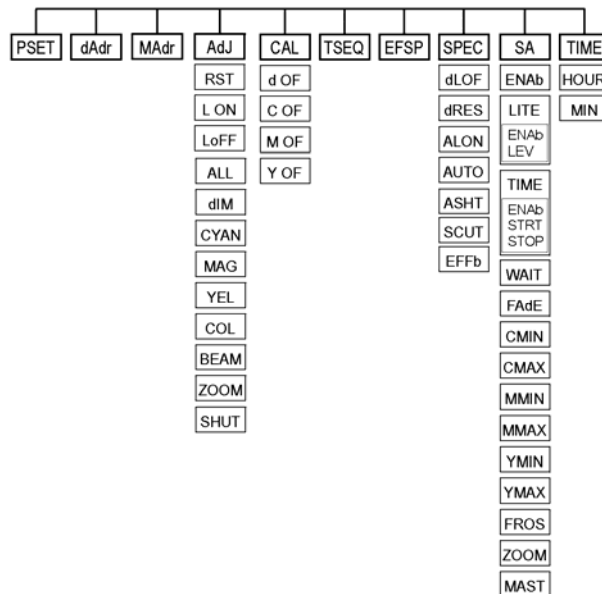 PSET
dAdr
MAdr
AdJ
CAL
TSEQ
EFSP
SPEC
SA
TIME
RST
L ON
LoFF
ALL
dIM
CYAN
MAG
YEL
COL
BEAM
ZOOM
SHUT
d OF
C OF
M OF
Y OF
dLOF
dRES
ALON
AUTO
ASHT
SCUT
EFFb
ENAb
LITE
ENAb
LEV
TIME
ENAb
STRT
STOP
WAIT
FAdE
CMIN
CMAX
MMIN
MMAX
YMIN
YMAX
FROS
ZOOM
MAST
HOUR
MIN